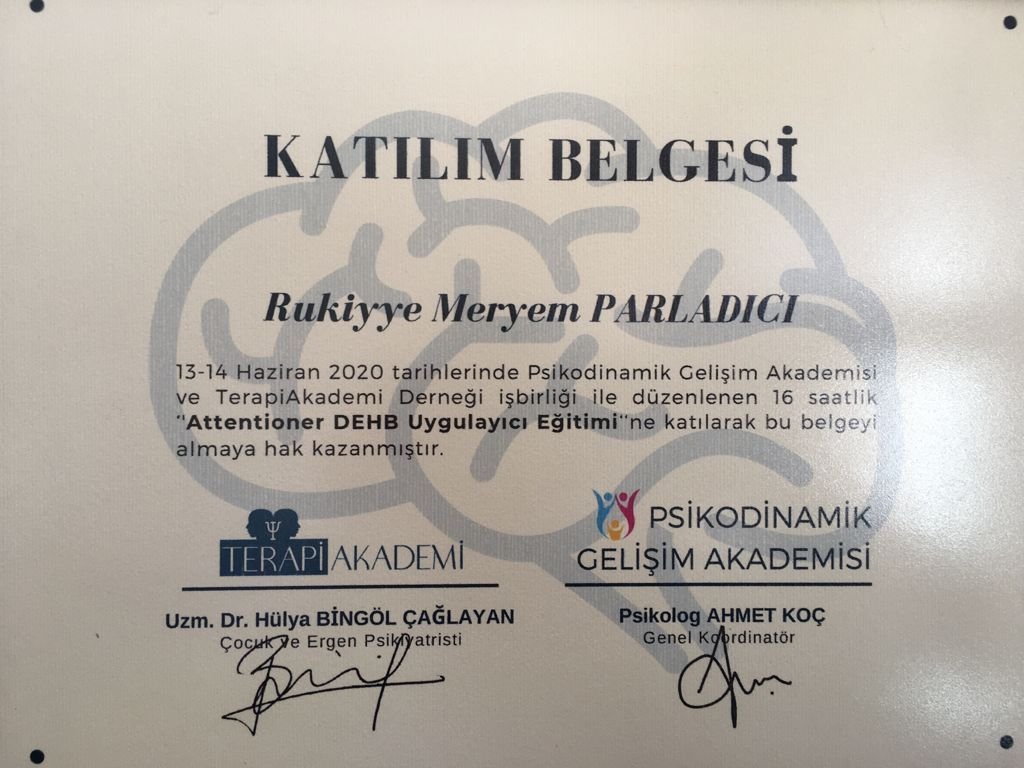 KATILIM BELGESİ
Rukiyye Meryem PARLADICI
13-14 Haziran 2020 tarihlerinde Psikodinamik Gelişim Akademisi
ve TerapiAkademi Derneği işbirliği ile düzenlenen 16 saatlik
"Attentioner DEHB Uygulayıcı Eğitimi"ne katılarak bu belgeyi
almaya hak kazanmıştır.
Ψ
TERAPİ AKADEMİ
PSİKODİNAMİK
GELİŞİM AKADEMİSİ
Uzm. Dr. Hülya BİNGÖL ÇAĞLAYAN
Çocuk ve Ergen Psikiyatristi
Psikolog AHMET KOÇ
Genel Koordinatör